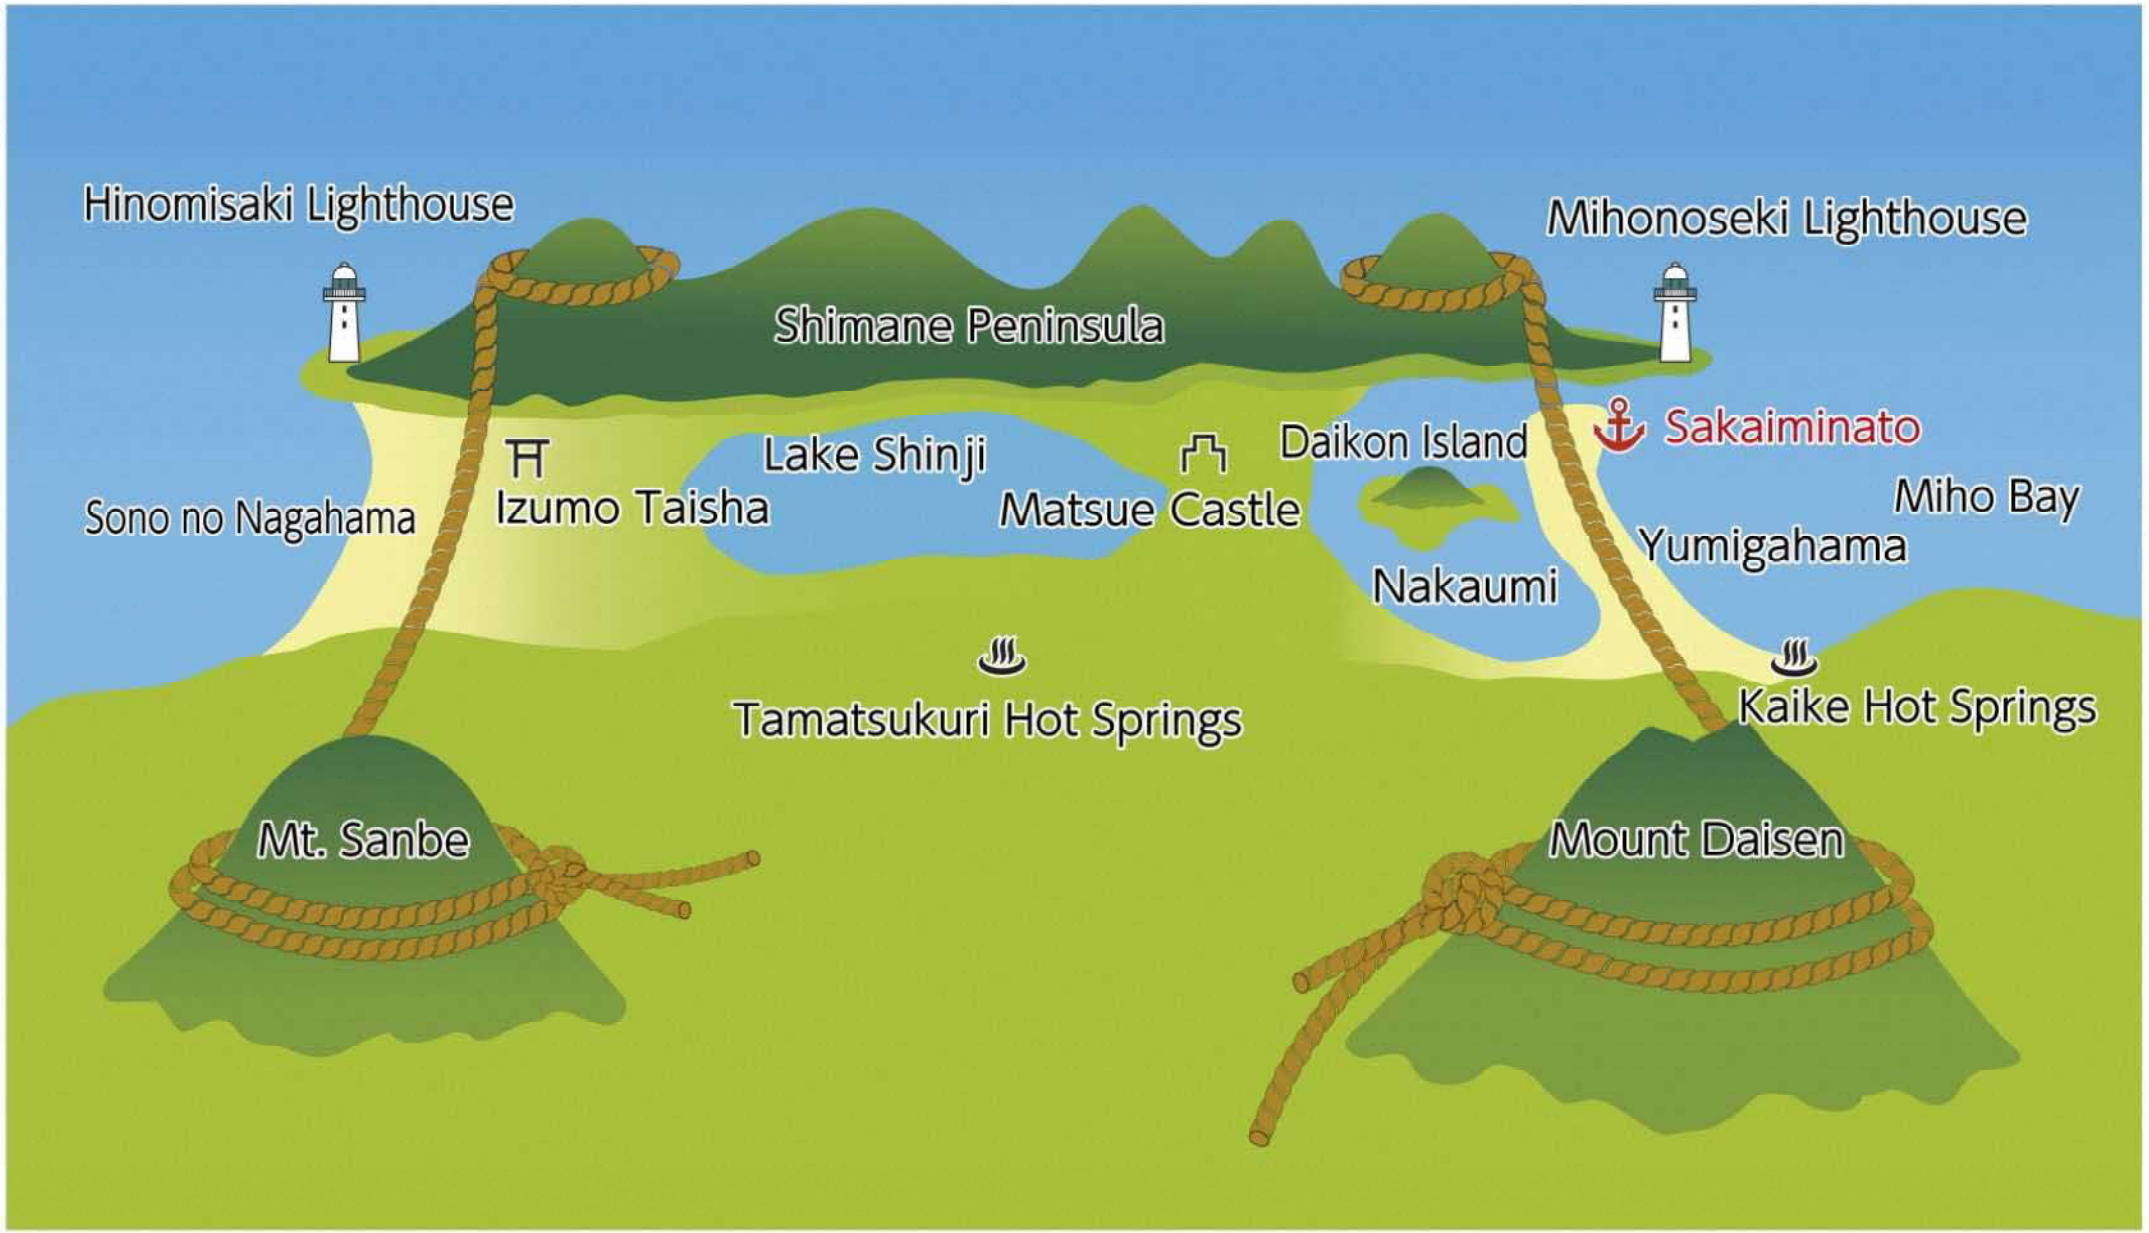 Hinomisaki Lighthouse
Mihonoseki Lighthouse
Shimane Peninsula
Sakaiminato
Daikon Island
Lake Shinji
Miho Bay
Izumo Taisha
Matsue Castle
Sono no Nagahama
Yumigahama
Nakaumi
Kaike Hot Springs
Tamatsukuri Hot Springs
Mt. Sanbe
Mount Daisen